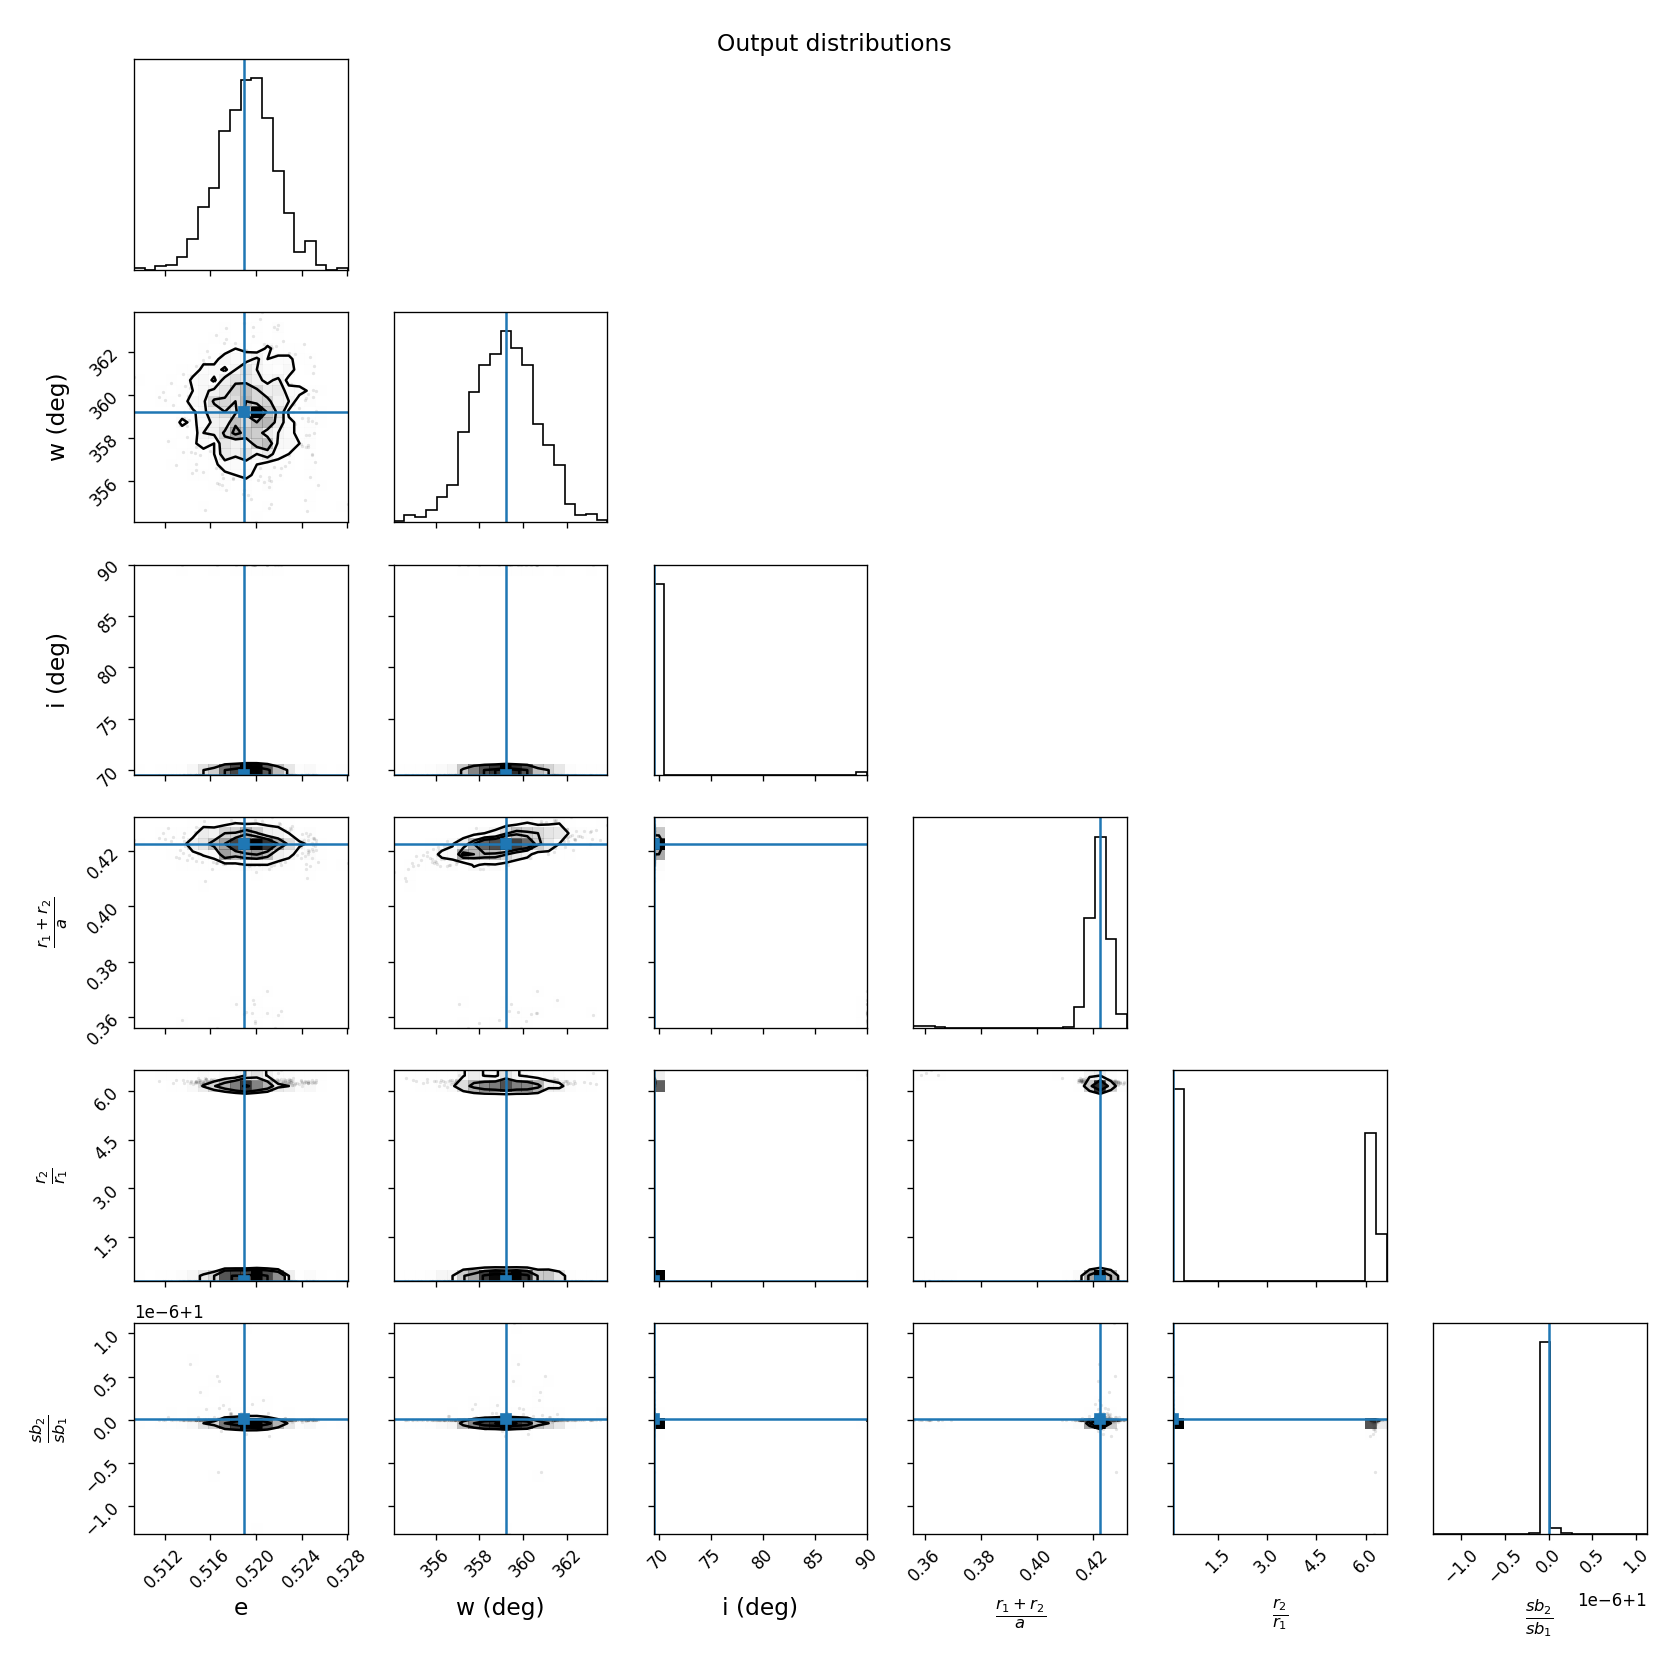 Output distributions
w (deg)
362
360
358
356
i (deg)
90
85
80
75
70
r1 + r2
a
0.42
0.40
0.38
0.36
r2
r1
6.0
4.5
3.0
1.5
1e−6+1
sb2
sb1
1.0
0.5
0.0
−0.5
−1.0
0.512 0.516 0.520 0.524 0.528
356 358 360 362
70 75 80 85 90
0.36 0.38 0.40 0.42
1.5 3.0 4.5 6.0
−1.0 −0.5 0.0 0.5 1.0
1e−6+1
e
w (deg)
i (deg)
r1 + r2
a
r2
r1
sb2
sb1